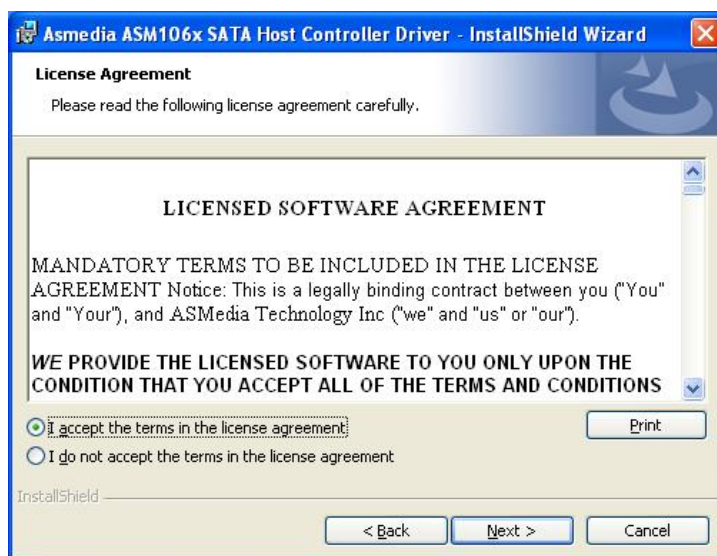 Asmedia ASM106x SATA Host Controller Driver - InstallShield Wizard
License Agreement
Please read the following license agreement carefully.
LICENSED SOFTWARE AGREEMENT
MANDATORY TERMS TO BE INCLUDED IN THE LICENSE
AGREEMENT Notice: This is a legally binding contract between you ("You"
and "Your"), and ASMedia Technology Inc ("we" and "us" or "our").
WE PROVIDE THE LICENSED SOFTWARE TO YOU ONLY UPON THE
CONDITION THAT YOU ACCEPT ALL OF THE TERMS AND CONDITIONS
I accept the terms in the license agreement
Print
I do not accept the terms in the license agreement
InstallShield
< Back
Next >
Cancel